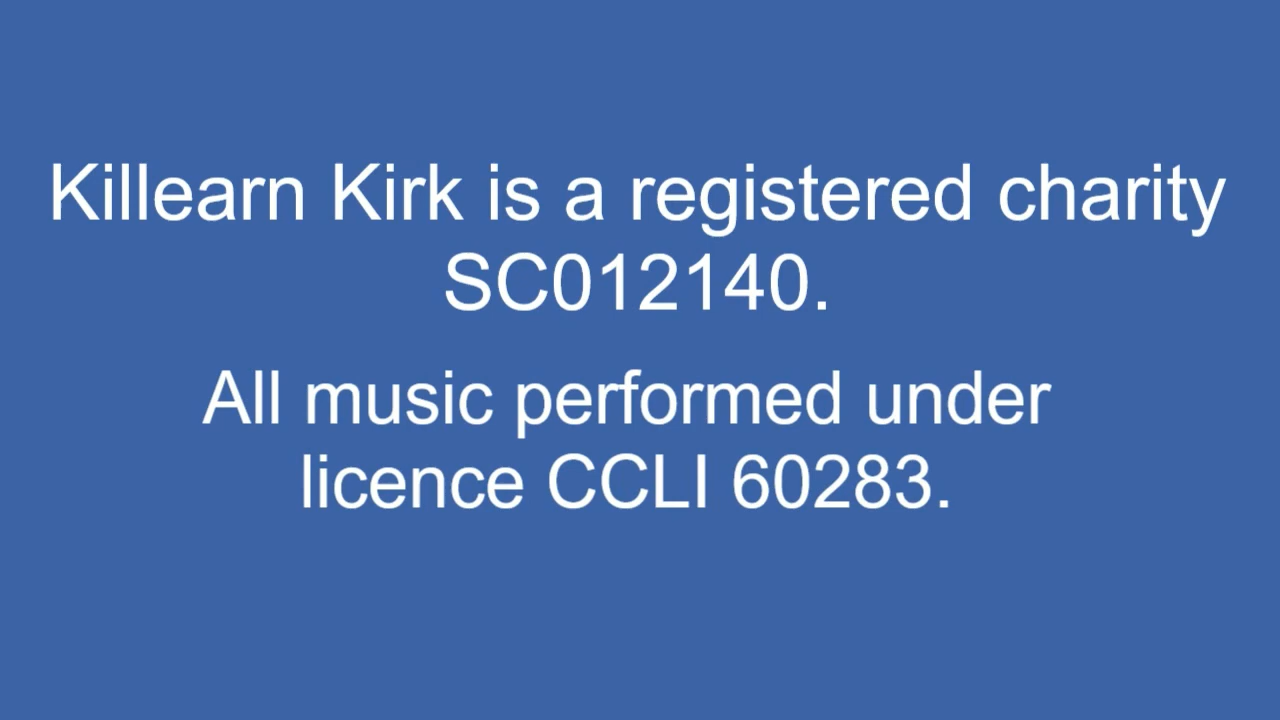 Killearn Kirk is a registered charity
SC012140.
All music performed under
licence CCLI 60283.